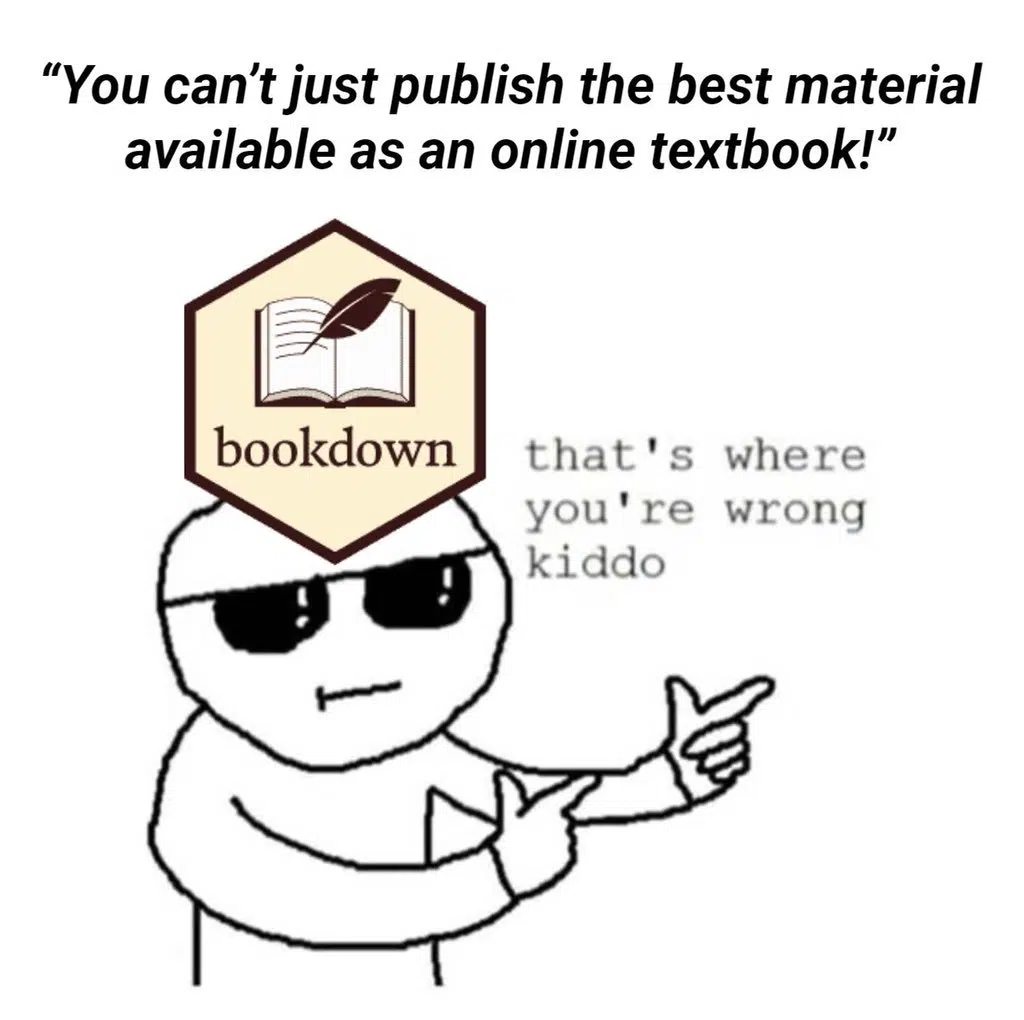 “You can’t just publish the best material
available as an online textbook!”
bookdown
that's where
you're wrong
kiddo